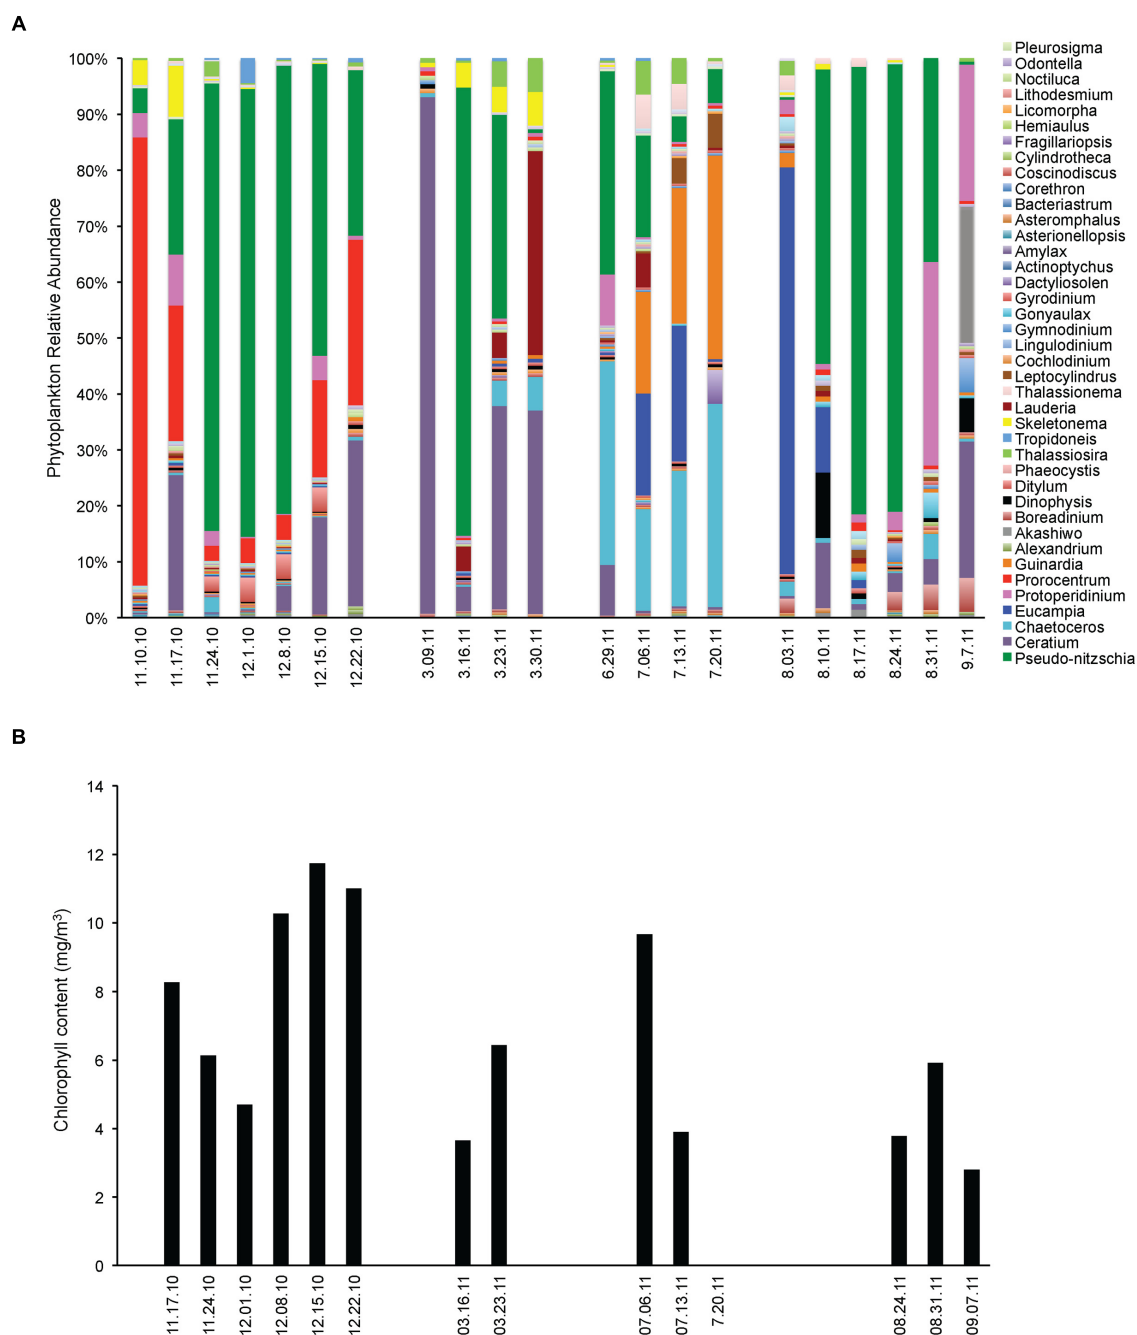 A
Phytoplankton Relative Abundance
100%
90%
80%
70%
60%
50%
40%
30%
20%
10%
0%
11.10.10
11.17.10
11.24.10
12.1.10
12.8.10
12.15.10
12.22.10
3.09.11
3.16.11
3.23.11
3.30.11
6.29.11
7.06.11
7.13.11
7.20.11
8.03.11
8.10.11
8.17.11
8.24.11
8.31.11
9.7.11
Pleurosigma
Odontella
Noctiluca
Lithodesmium
Licomorpha
Hemiaulus
Fragillariopsis
Cylindrotheca
Coscinodiscus
Corethron
Bacteriastrum
Asteromphalus
Asterionellopsis
Amylax
Actinoptychus
Dactyliosolen
Gyrodinium
Gonyaulax
Gymnodinium
Lingulodinium
Cochlodinium
Leptocylindrus
Thalassionema
Lauderia
Skeletonema
Tropidoneis
Thalassiosira
Phaeocystis
Ditylum
Dinophysis
Boreadinium
Akashiwo
Alexandrium
Guinardia
Prorocentrum
Protoperidinium
Eucampia
Chaetoceros
Ceratium
Pseudo-nitzschia
B
Chlorophyll content (mg/m³)
14
12
10
8
6
4
2
0
11.17.10
11.24.10
12.01.10
12.08.10
12.15.10
12.22.10
03.16.11
03.23.11
07.06.11
07.13.11
7.20.11
08.24.11
08.31.11
09.07.11